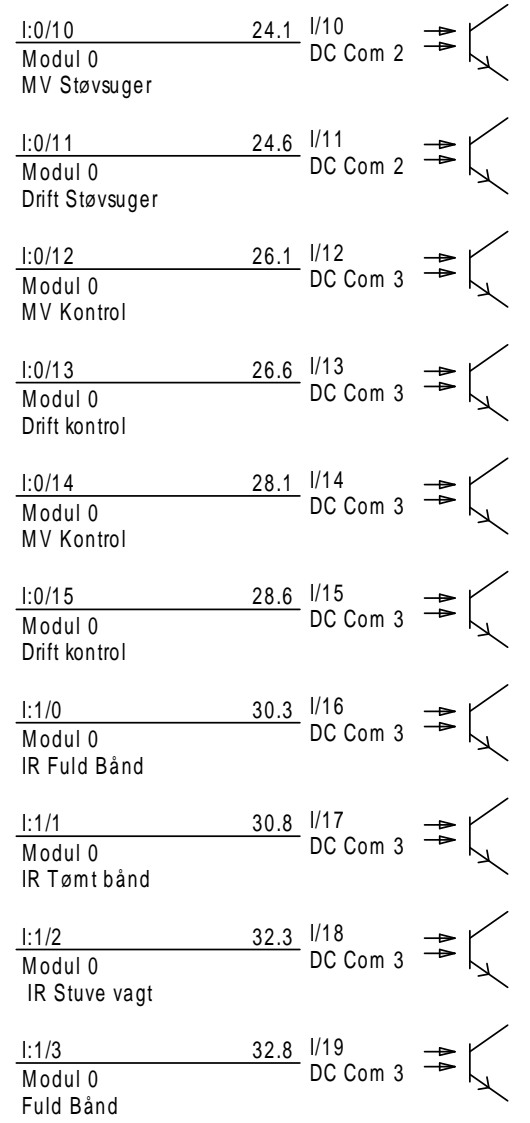 I:0/10 24.1 I/10
Modul 0 DC Com 2
MV Støvsuger
I:0/11 24.6 I/11
Modul 0 DC Com 2
Drift Støvsuger
I:0/12 26.1 I/12
Modul 0 DC Com 3
MV Kontrol
I:0/13 26.6 I/13
Modul 0 DC Com 3
Drift kontrol
I:0/14 28.1 I/14
Modul 0 DC Com 3
MV Kontrol
I:0/15 28.6 I/15
Modul 0 DC Com 3
Drift kontrol
I:1/0 30.3 I/16
Modul 0 DC Com 3
IR Fuld Bånd
I:1/1 30.8 I/17
Modul 0 DC Com 3
IR Tømt bånd
I:1/2 32.3 I/18
Modul 0 DC Com 3
IR Stuve vagt
I:1/3 32.8 I/19
Modul 0 DC Com 3
Fuld Bånd